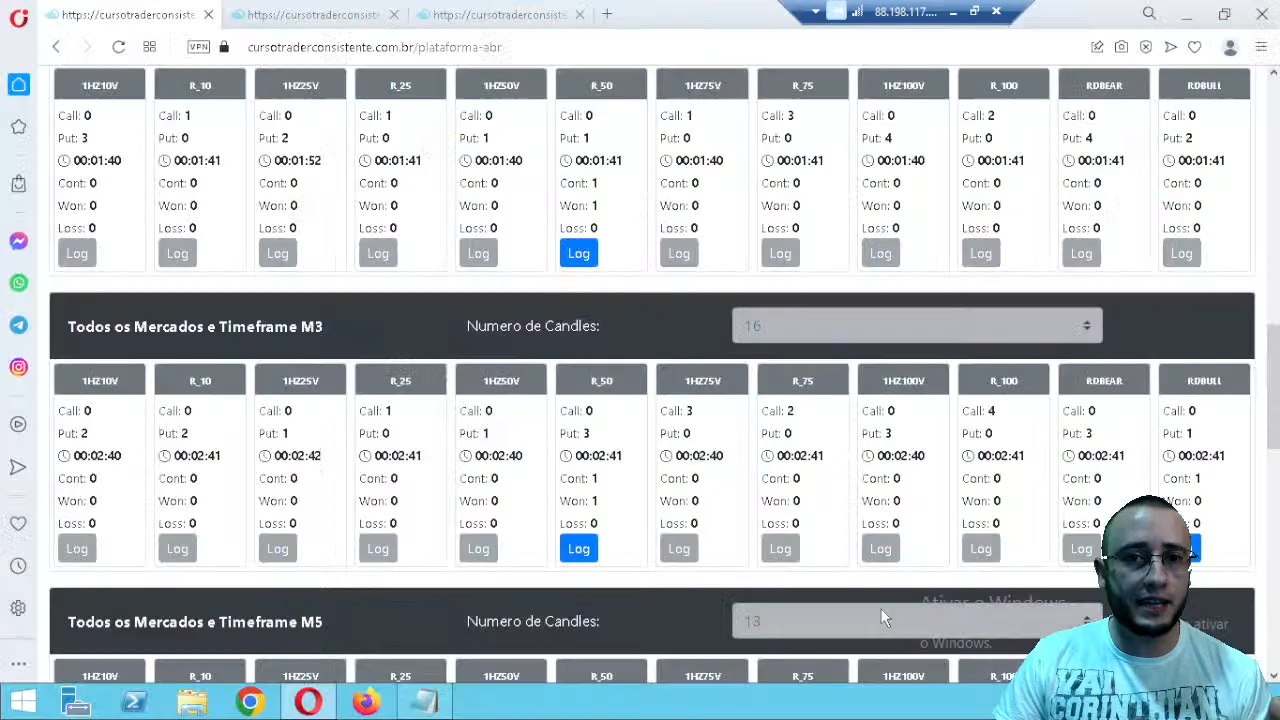 https://cursotraderconsiste
https://cursotraderconsiste
https://cursotraderconsiste
88.198.117....
VPN
cursotraderconsistente.com.br/plataforma-abr
1HZ10V R_10 1HZ25V R_25 1HZ50V R_50 1HZ75V R_75 1HZ100V R_100 RDBEAR RDBULL
Call: 0 Call: 1 Call: 0 Call: 1 Call: 0 Call: 0 Call: 1 Call: 3 Call: 0 Call: 2 Call: 0 Call: 0
Put: 3 Put: 0 Put: 2 Put: 0 Put: 1 Put: 1 Put: 0 Put: 0 Put: 4 Put: 0 Put: 4 Put: 2
00:01:40 00:01:41 00:01:52 00:01:41 00:01:40 00:01:41 00:01:40 00:01:41 00:01:40 00:01:41 00:01:41 00:01:41
Cont: 0 Cont: 0 Cont: 0 Cont: 0 Cont: 0 Cont: 1 Cont: 0 Cont: 0 Cont: 0 Cont: 0 Cont: 0 Cont: 0
Won: 0 Won: 0 Won: 0 Won: 0 Won: 0 Won: 1 Won: 0 Won: 0 Won: 0 Won: 0 Won: 0 Won: 0
Loss: 0 Loss: 0 Loss: 0 Loss: 0 Loss: 0 Loss: 0 Loss: 0 Loss: 0 Loss: 0 Loss: 0 Loss: 0 Loss: 0
Log Log Log Log Log Log Log Log Log Log Log Log
Todos os Mercados e Timeframe M3 Numero de Candles: 16
1HZ10V R_10 1HZ25V R_25 1HZ50V R_50 1HZ75V R_75 1HZ100V R_100 RDBEAR RDBULL
Call: 0 Call: 0 Call: 0 Call: 1 Call: 0 Call: 0 Call: 3 Call: 2 Call: 0 Call: 4 Call: 0 Call: 0
Put: 2 Put: 2 Put: 1 Put: 0 Put: 1 Put: 3 Put: 0 Put: 0 Put: 3 Put: 0 Put: 3 Put: 1
00:02:40 00:02:41 00:02:42 00:02:41 00:02:40 00:02:41 00:02:40 00:02:41 00:02:40 00:02:41 00:02:41 00:02:41
Cont: 0 Cont: 0 Cont: 0 Cont: 0 Cont: 0 Cont: 1 Cont: 0 Cont: 0 Cont: 0 Cont: 0 Cont: 0 Cont: 1
Won: 0 Won: 0 Won: 0 Won: 0 Won: 0 Won: 1 Won: 0 Won: 0 Won: 0 Won: 0 Won: 0
Loss: 0 Loss: 0 Loss: 0 Loss: 0 Loss: 0 Loss: 0 Loss: 0 Loss: 0 Loss: 0 Loss: 0
Log Log Log Log Log Log Log Log Log Log Log
Ativar o Windows
Todos os Mercados e Timeframe M5 Numero de Candles: 13
ativar
o Windows.
1HZ10V R_10 1HZ25V R_25 1HZ50V R_50 1HZ75V R_75 1HZ100V
VAI
CORINTHIAN